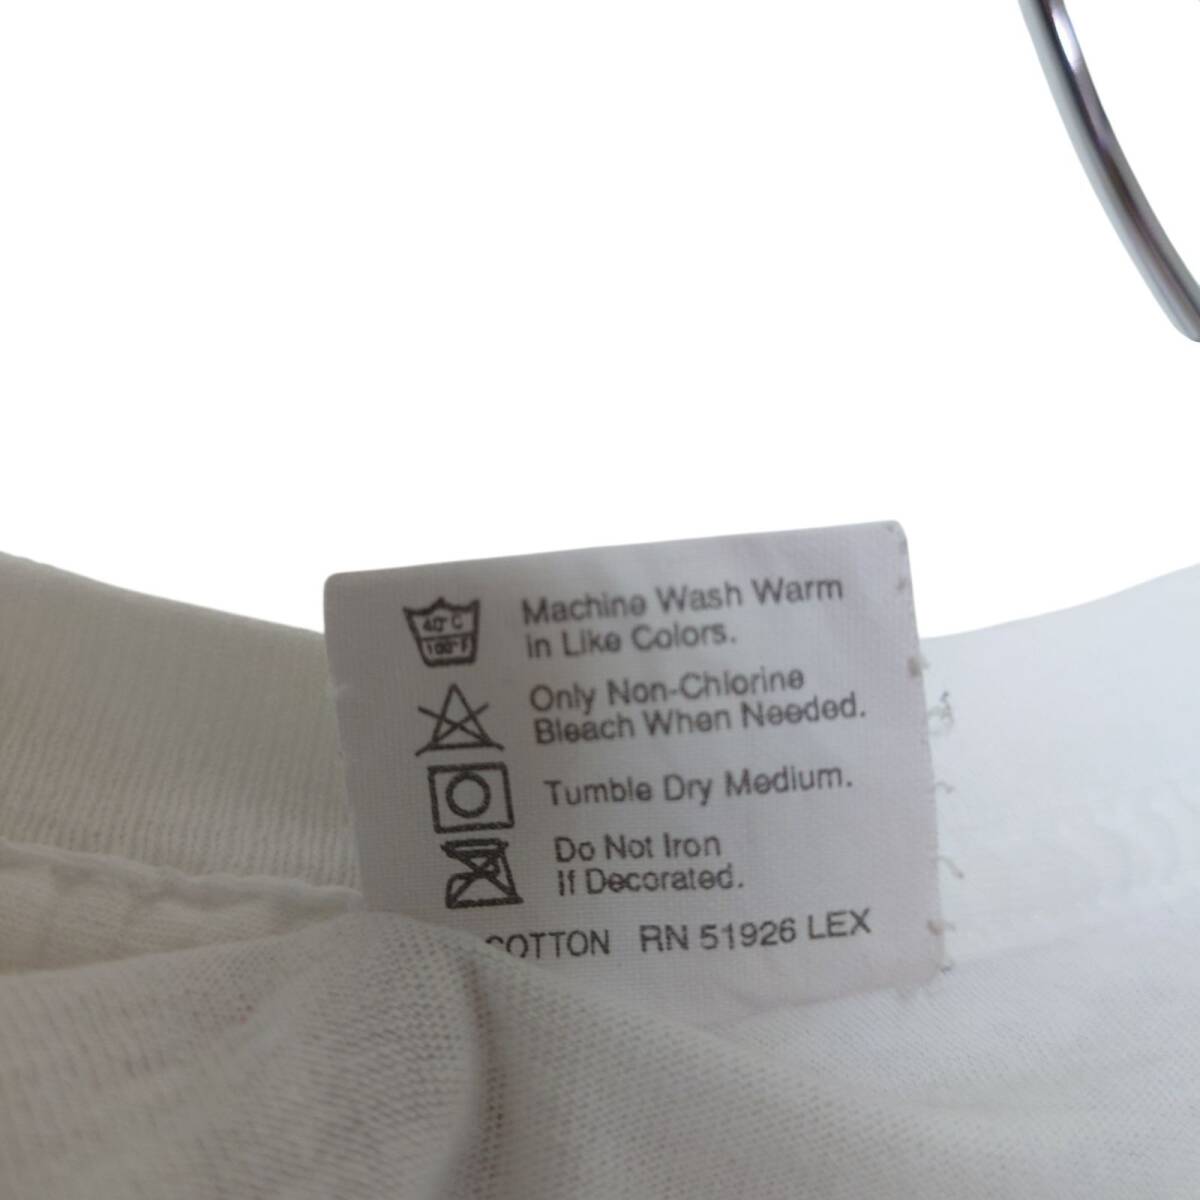 40°C
100°F
Machine Wash Warm
in Like Colors.
Only Non-Chlorine
Bleach When Needed.
Tumble Dry Medium.
Do Not Iron
If Decorated.
COTTON RN 51926 LEX